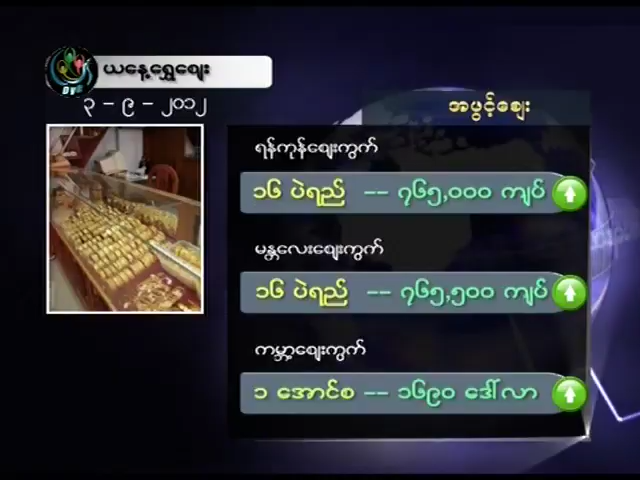 ယနေ့ရွှေဈေး
၃ – ၉ – ၂၀၁၂
အဖွင့်ဈေး
ရန်ကုန်ဈေးကွက်
၁၆ ပဲရည် -- ၇၆၅,၀၀၀ ကျပ်
မန္တလေးဈေးကွက်
၁၆ ပဲရည် -- ၇၆၅,၅၀၀ ကျပ်
ကမ္ဘာ့ဈေးကွက်
၁ အောင်စ -- ၁၆၉၀ ဒေါ်လာ